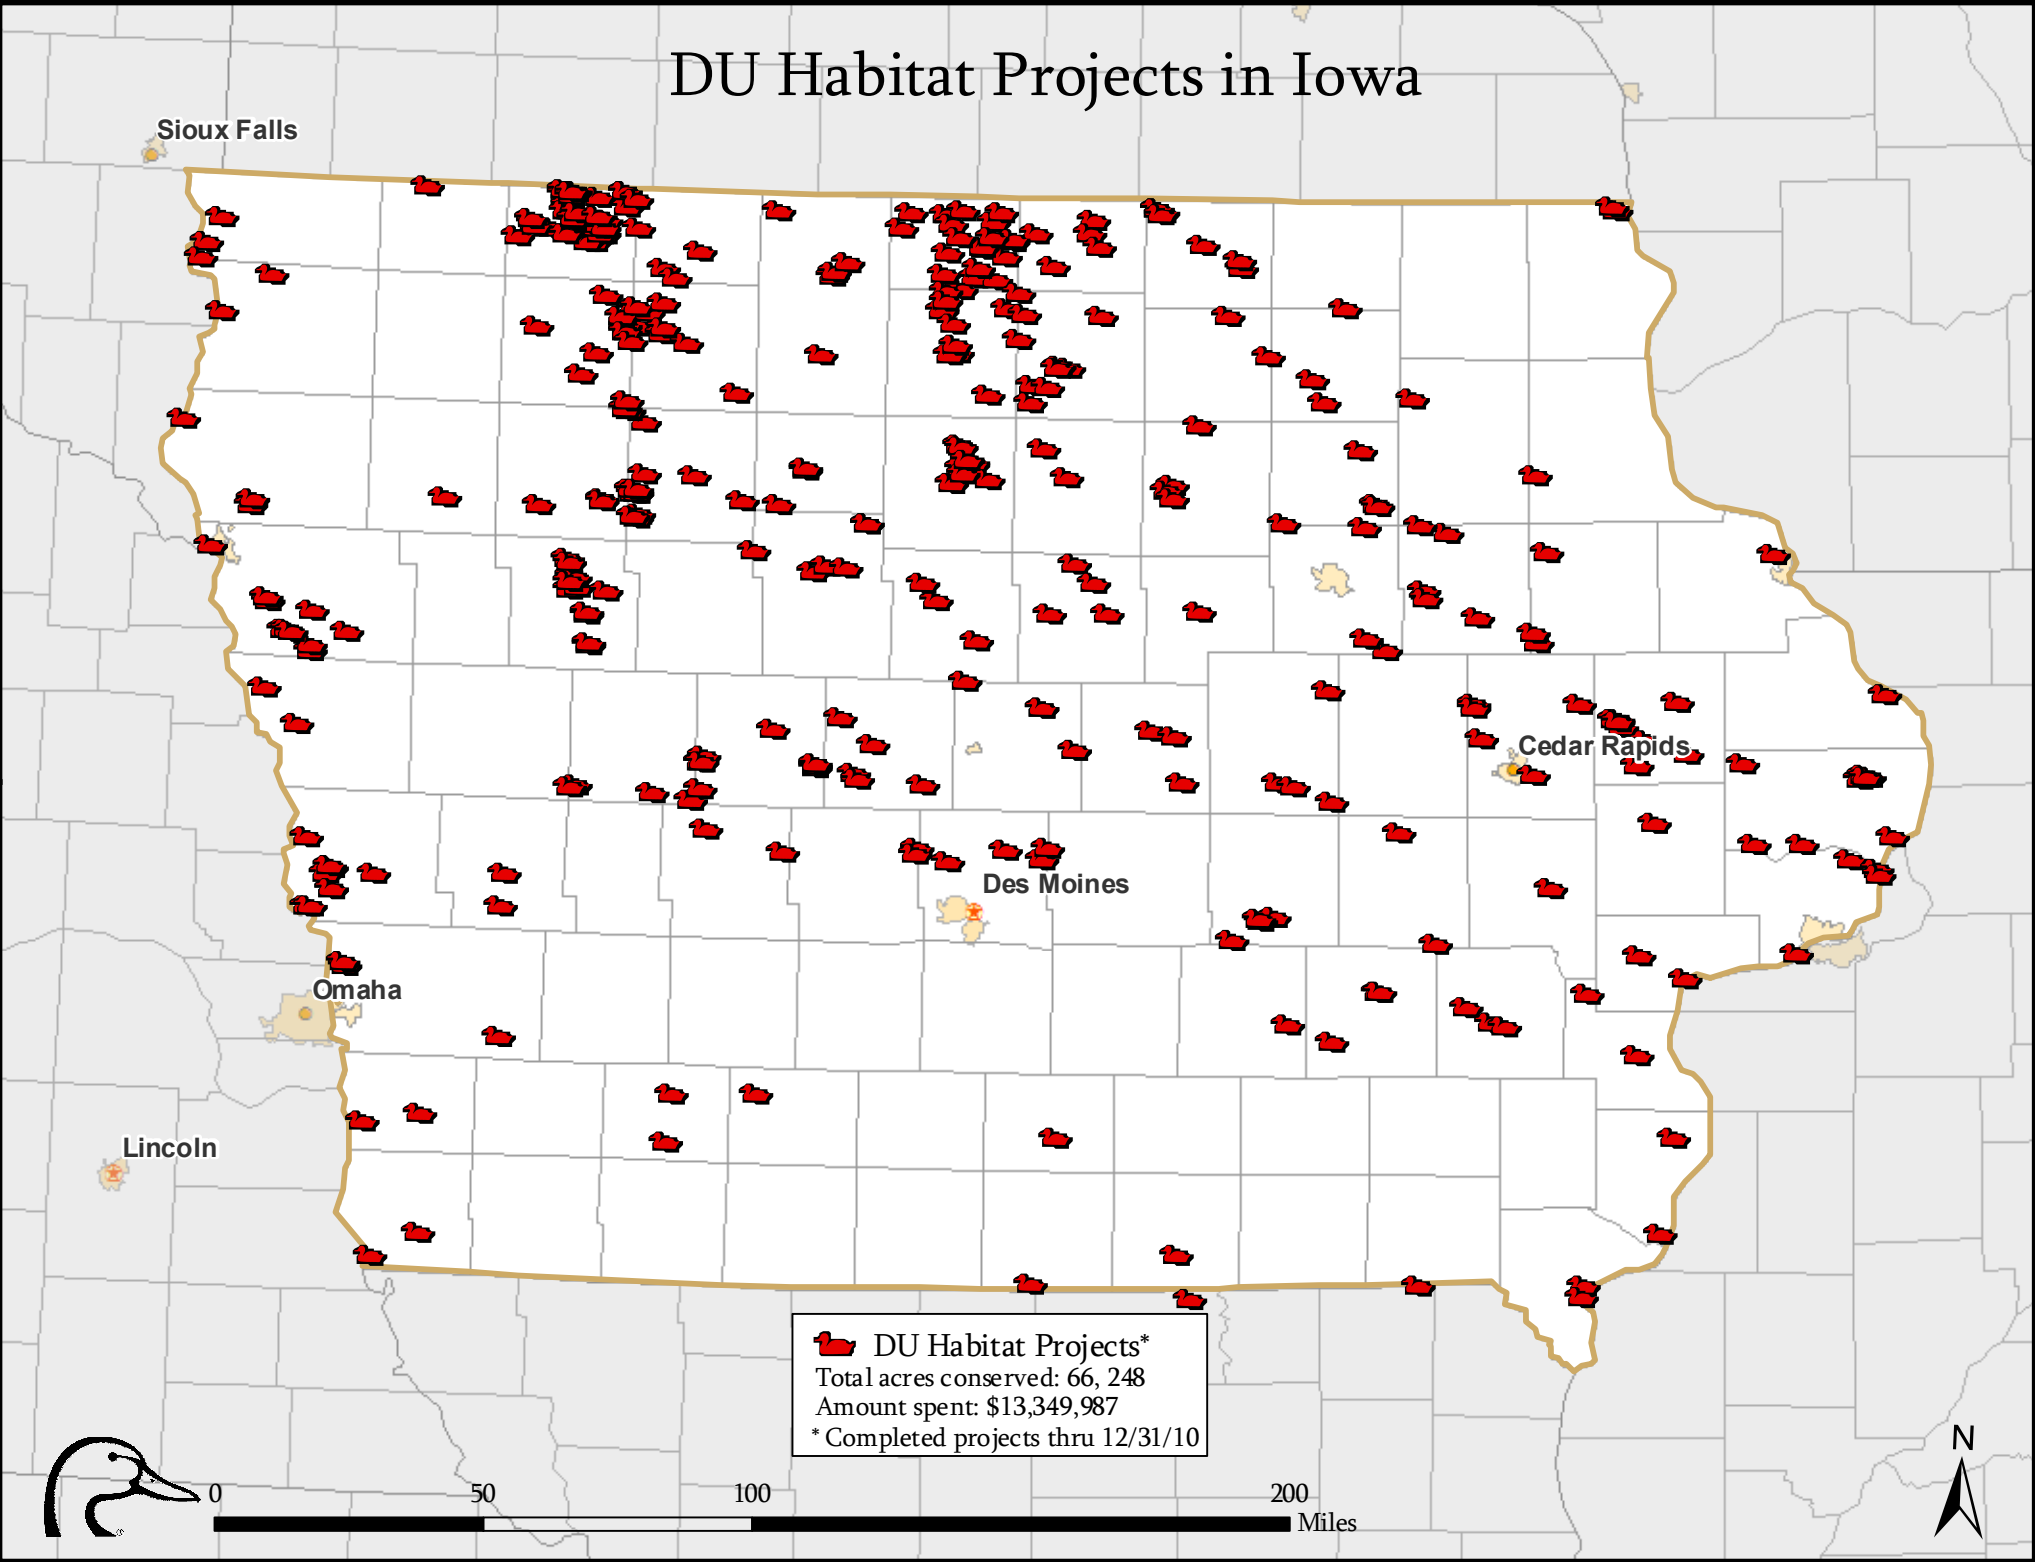 DU Habitat Projects in Iowa
Sioux Falls
Cedar Rapids
Des Moines
Omaha
Lincoln
DU Habitat Projects*
Total acres conserved: 66, 248
Amount spent: $13,349,987
* Completed projects thru 12/31/10
N
0 50 100 200
Miles